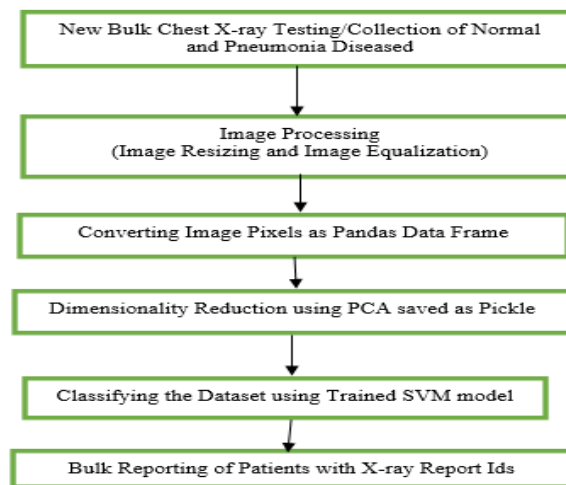 New Bulk Chest X-ray Testing/Collection of Normal
and Pneumonia Diseased
Image Processing
(Image Resizing and Image Equalization)
Converting Image Pixels as Pandas Data Frame
Dimensionality Reduction using PCA saved as Pickle
Classifying the Dataset using Trained SVM model
Bulk Reporting of Patients with X-ray Report Ids